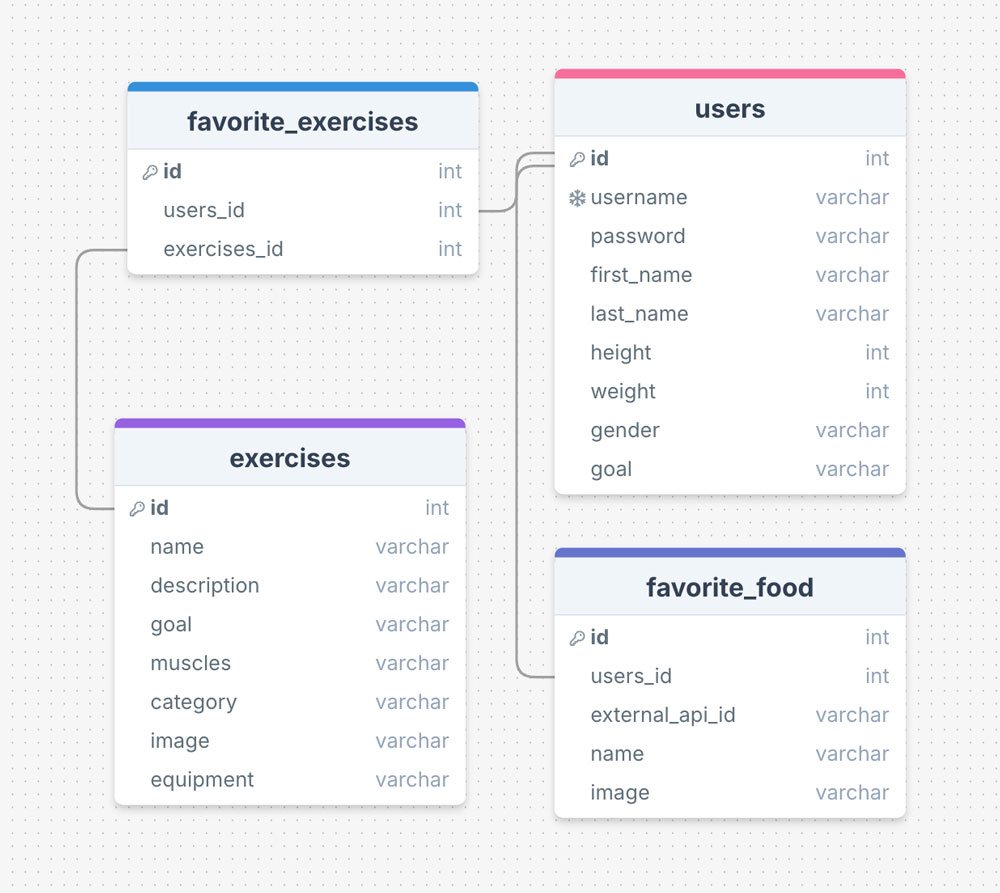 favorite_exercises
id int
users_id int
exercises_id int
users
id int
username varchar
password varchar
first_name varchar
last_name varchar
height int
weight int
gender varchar
goal varchar
exercises
id int
name varchar
description varchar
goal varchar
muscles varchar
category varchar
image varchar
equipment varchar
favorite_food
id int
users_id int
external_api_id varchar
name varchar
image varchar